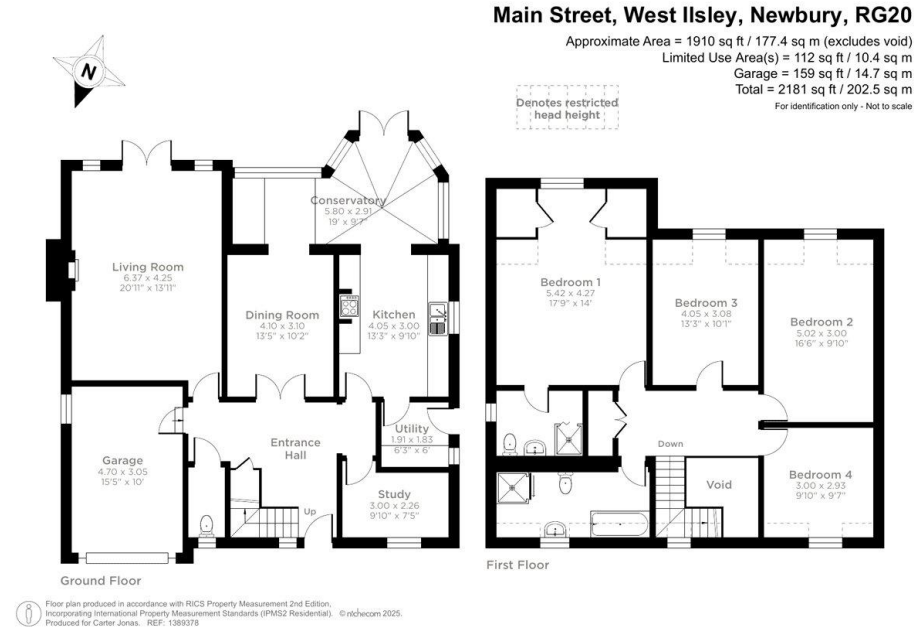 Main Street, West Ilsley, Newbury, RG20
Approximate Area = 1910 sq ft / 177.4 sq m (excludes void)
Limited Use Area(s) = 112 sq ft / 10.4 sq m
Garage = 159 sq ft / 14.7 sq m
Total = 2181 sq ft / 202.5 sq m
For identification only - Not to scale
N
Denotes restricted
head height
Conservatory
5.80 x 2.91
19' x 9'7"
Living Room
6.37 x 4.25
20'11" x 13'11"
Dining Room
4.10 x 3.10
13'5" x 10'2"
Kitchen
4.05 x 3.00
13'3" x 9'10"
Utility
1.91 x 1.83
6'3" x 6'
Entrance
Hall
Garage
4.70 x 3.05
15'5" x 10'
Study
3.00 x 2.26
9'10" x 7'5"
Up
Ground Floor
Bedroom 1
5.42 x 4.27
17'9" x 14'
Bedroom 3
4.05 x 3.08
13'3" x 10'1"
Bedroom 2
5.02 x 3.00
16'6" x 9'10"
Down
Void
Bedroom 4
3.00 x 2.93
9'10" x 9'7"
First Floor
Floor plan produced in accordance with RICS Property Measurement 2nd Edition,
Incorporating International Property Measurement Standards (IPMS2 Residential). © nichecom 2025.
Produced for Carter Jonas. REF: 1389378